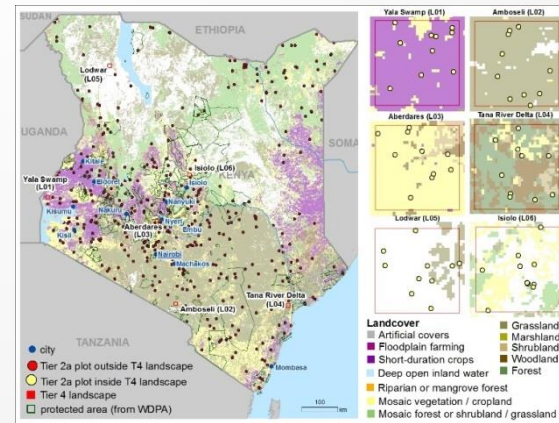 SUDAN
ETHIOPIA
Lodwar
(L05)
UGANDA
SOMA
Kitale
Isiolo (L06)
KENYA
Yala Swamp
(L01)
Eldoret
Isiolo
Kisumu
Nakuru
Nanyuki
Nyeri
Aberdares
(L03)
Embu
Kisii
Nairobi
Machakos
Tana River Delta
(L04)
Amboseli (L02)
TANZANIA
Mombasa
city
Tier 2a plot outside T4 landscape
Tier 2a plot inside T4 landscape
Tier 4 landscape
protected area (from WDPA)
100
km
Yala Swamp (L01)
Amboseli (L02)
Aberdares (L03)
Tana River Delta (L04)
Lodwar (L05)
Isiolo (L06)
Landcover
Artificial covers
Floodplain farming
Short-duration crops
Deep open inland water
Riparian or mangrove forest
Mosaic vegetation / cropland
Mosaic forest or shrubland / grassland
Grassland
Marshland
Shrubland
Woodland
Forest